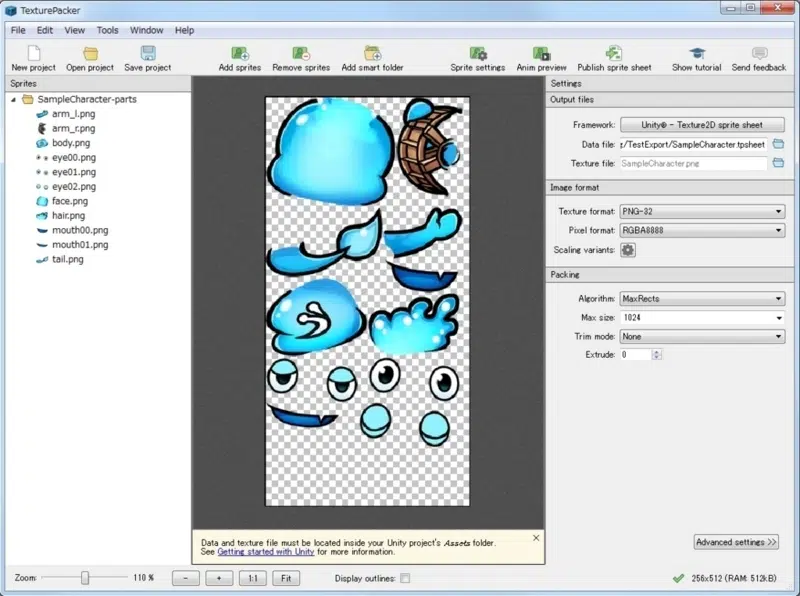 TexturePacker
File Edit View Tools Window Help
New project Open project Save project Add sprites Remove sprites Add smart folder Sprite settings Anim preview Publish sprite sheet Show tutorial Send feedback
Sprites
SampleCharacter-parts
arm_l.png
arm_r.png
body.png
eye00.png
eye01.png
eye02.png
face.png
hair.png
mouth00.png
mouth01.png
tail.png
Settings
Output files
Framework: Unity® - Texture2D sprite sheet
Data file: r/TestExport/SampleCharacter.tpsheet
Texture file: SampleCharacter.png
Image format
Texture format: PNG-32
Pixel format: RGBA8888
Scaling variants:
Packing
Algorithm: MaxRects
Max size: 1024
Trim mode: None
Extrude: 0
Advanced settings >>
Data and texture file must be located inside your Unity project's Assets folder.
See Getting started with Unity for more information.
Zoom: 110 % - + 1:1 Fit Display outlines: 256x512 (RAM: 512kB)